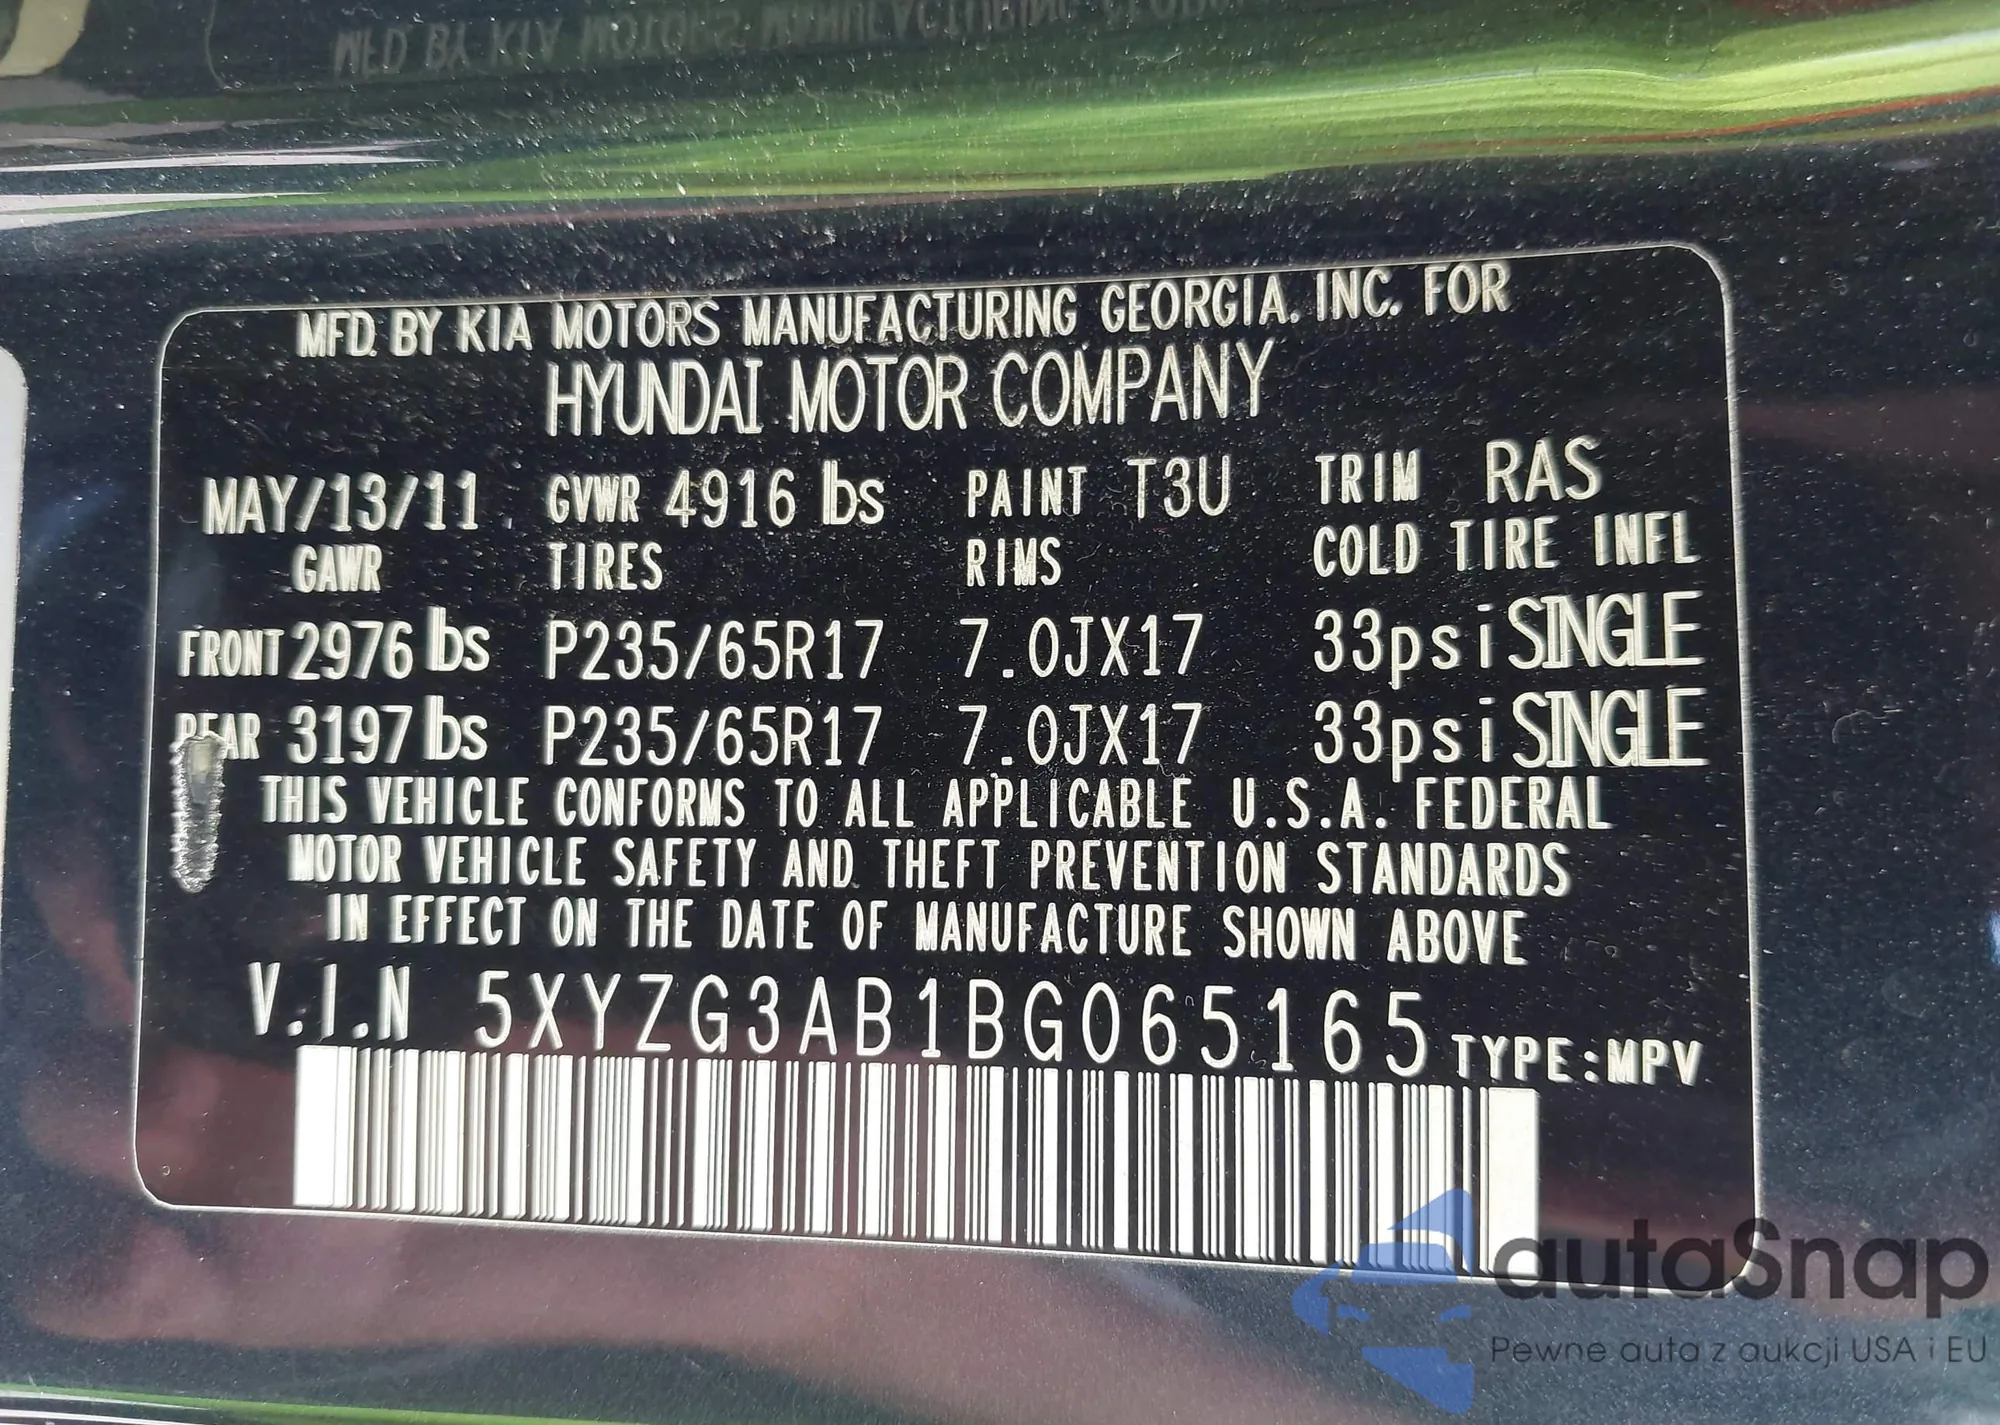 MFD. BY KIA MOTORS MANUFACTURING GEORGIA. INC. FOR
HYUNDAI MOTOR COMPANY
MAY/13/11 GVWR 4916 lbs PAINT T3U TRIM RAS
GAWR TIRES RIMS COLD TIRE INFL
FRONT 2976 lbs P235/65R17 7.0JX17 33psi SINGLE
REAR 3197 lbs P235/65R17 7.0JX17 33psi SINGLE
THIS VEHICLE CONFORMS TO ALL APPLICABLE U.S.A. FEDERAL
MOTOR VEHICLE SAFETY AND THEFT PREVENTION STANDARDS
IN EFFECT ON THE DATE OF MANUFACTURE SHOWN ABOVE
V.I.N 5XYZG3AB1BG065165 TYPE:MPV
autaSnap
Pewne auta z aukcji USA i EU